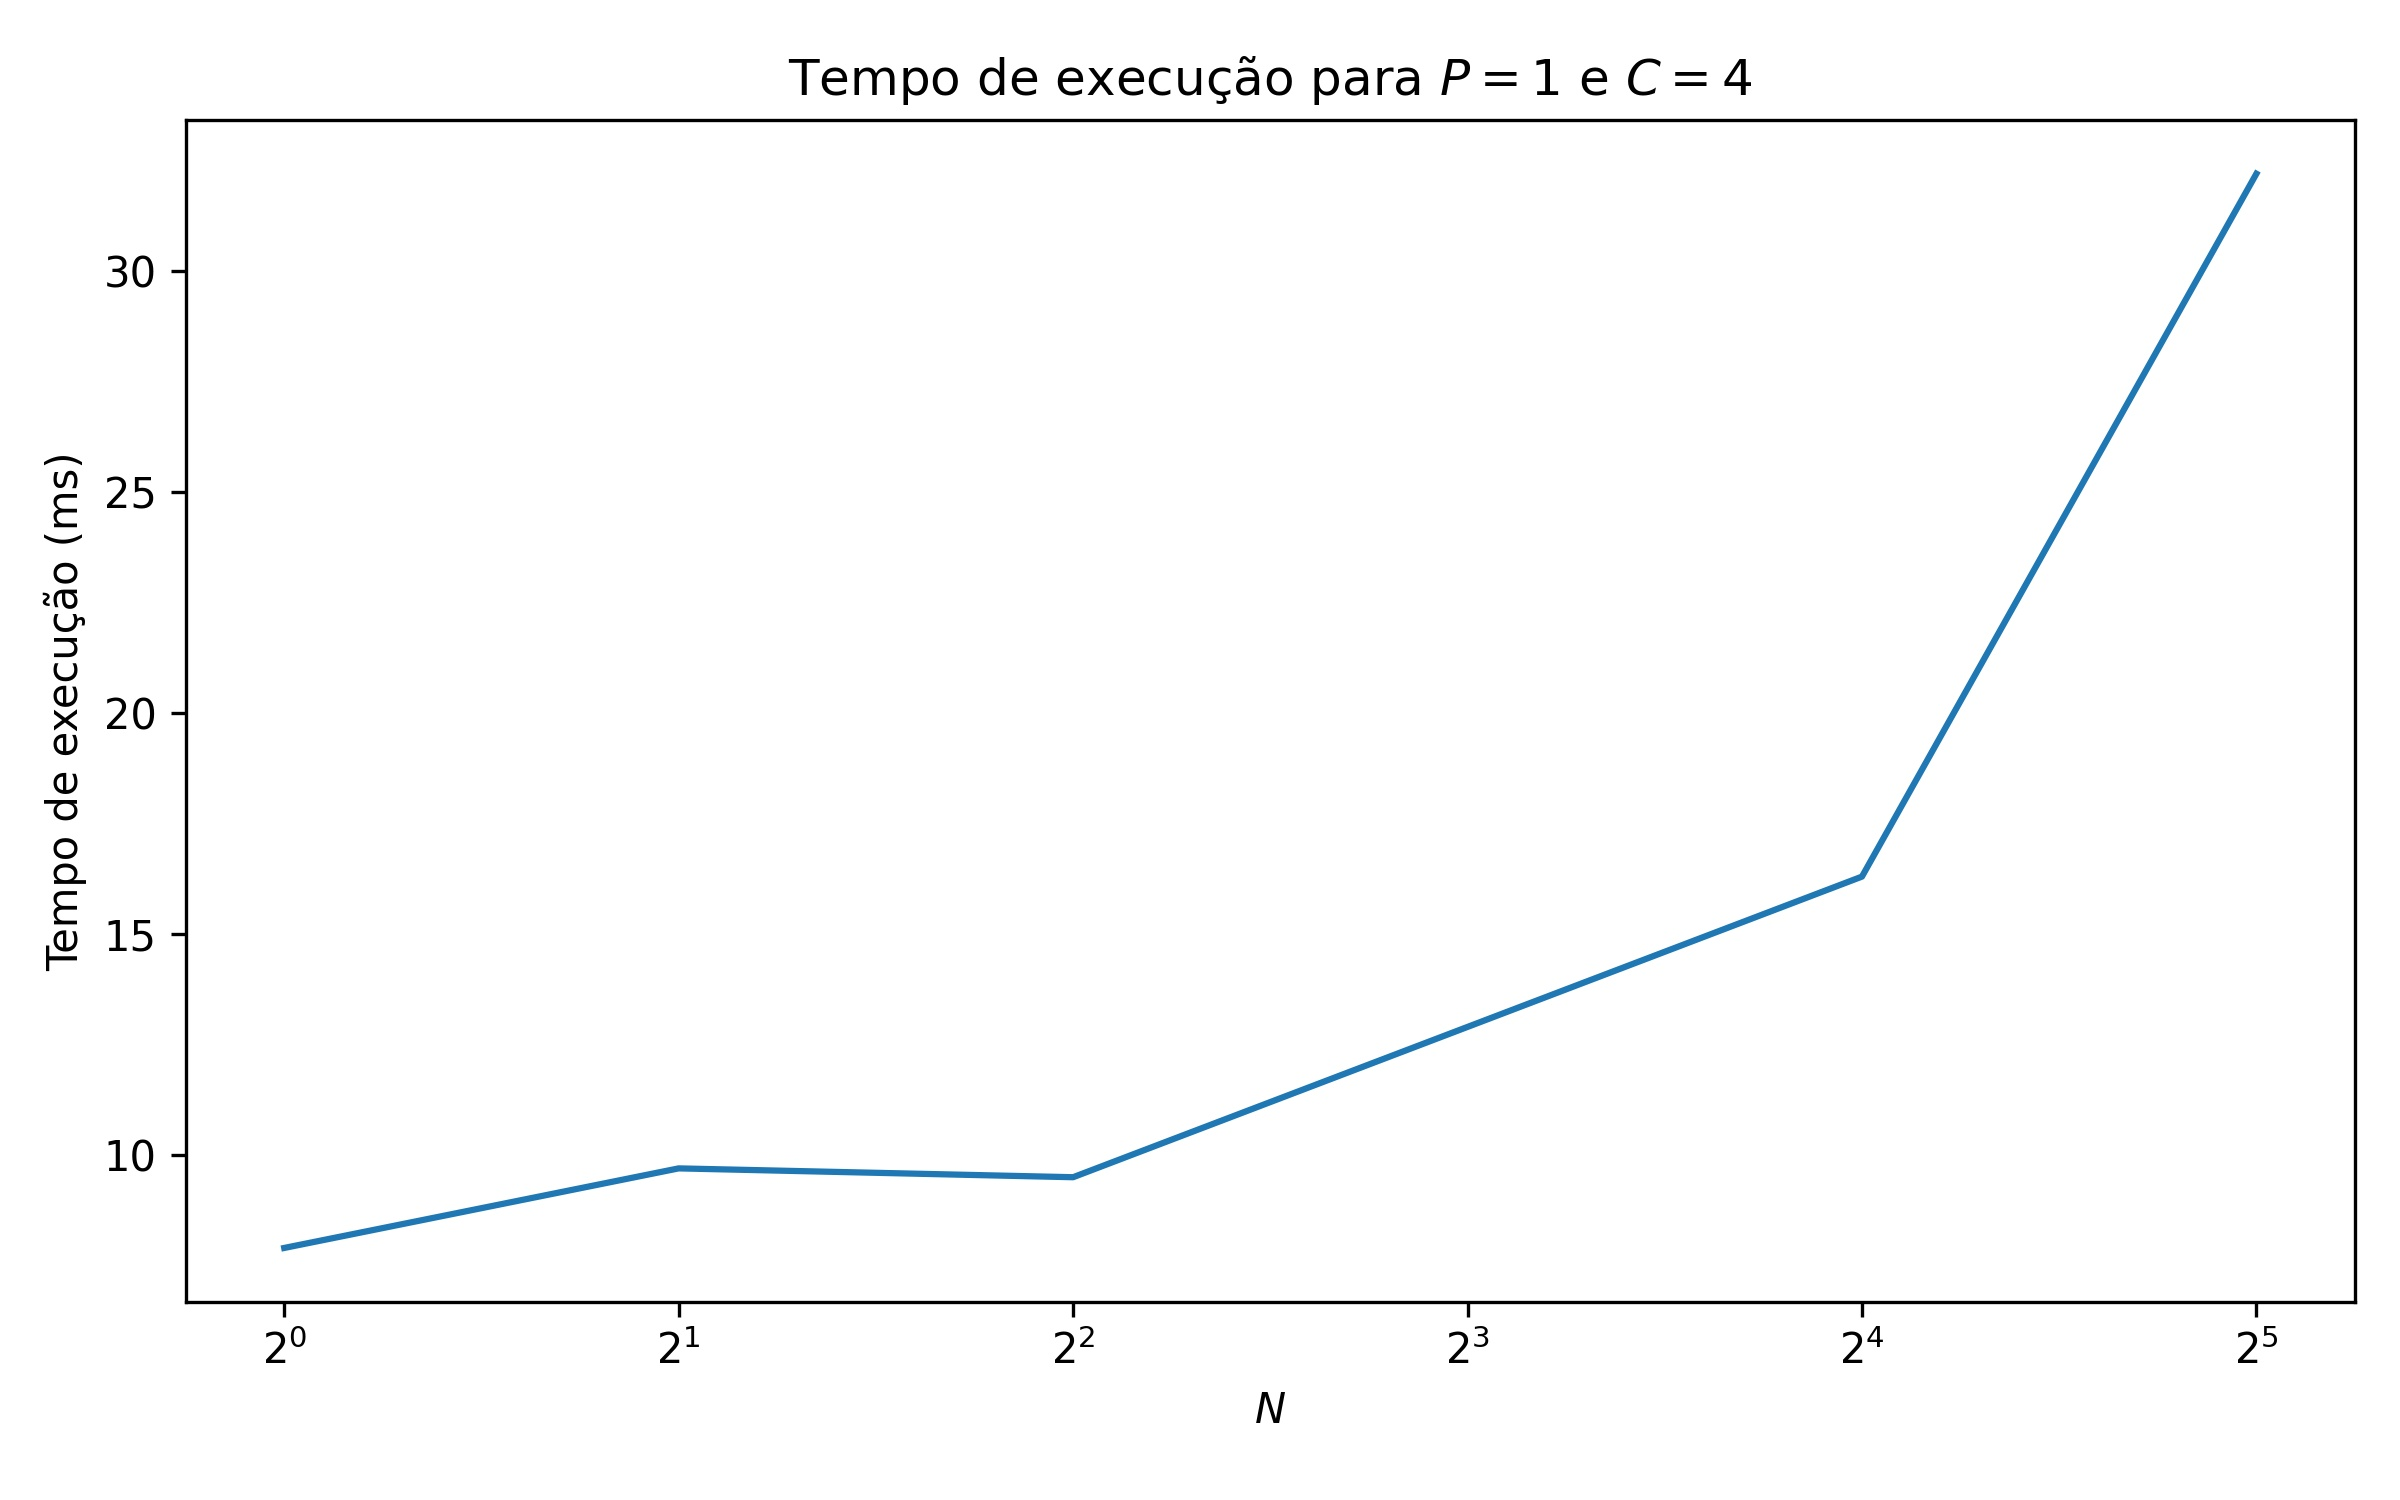 Tempo de execução para P = 1 e C = 4
Tempo de execução (ms)
30
25
20
15
10
2⁰ 2¹ 2² 2³ 2⁴ 2⁵
N